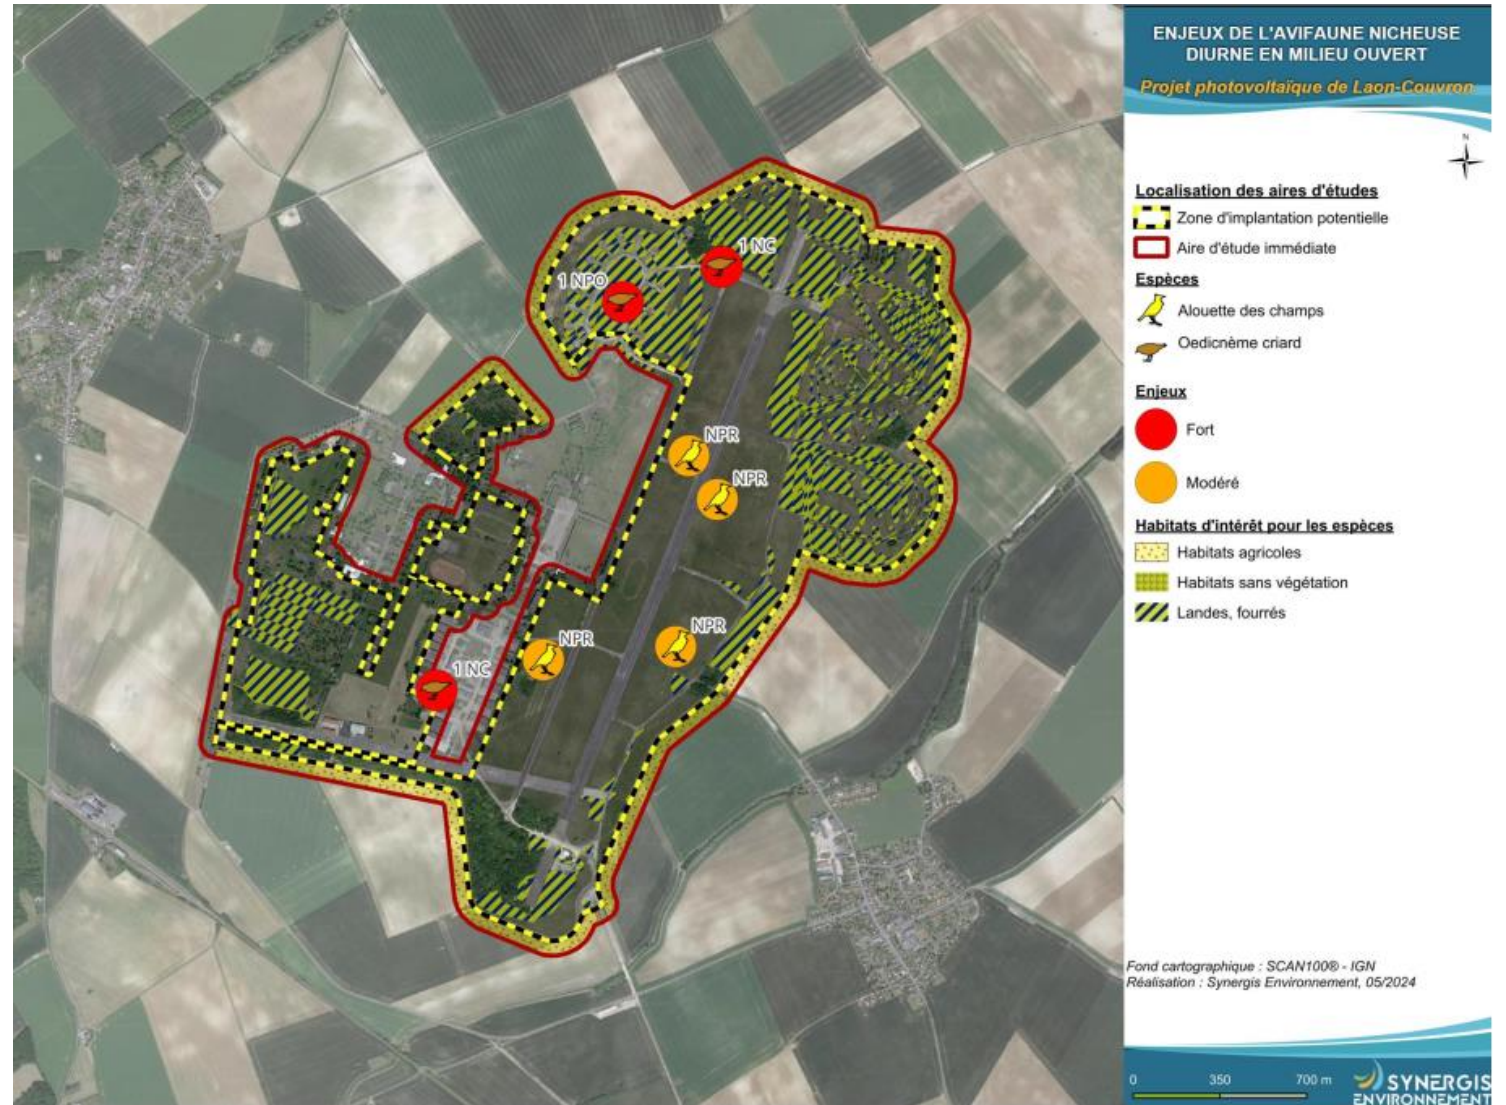 ENJEUX DE L'AVIFAUNE NICHEUSE
DIURNE EN MILIEU OUVERT
Projet photovoltaïque de Laon-Couvron
N
Localisation des aires d'études
Zone d'implantation potentielle
Aire d'étude immédiate
Espèces
Alouette des champs
Oedicnème criard
Enjeux
Fort
Modéré
Habitats d'intérêt pour les espèces
Habitats agricoles
Habitats sans végétation
Landes, fourrés
1 NC
1 NPO
NPR
NPR
NPR
NPR
1 NC
Fond cartographique : SCAN100® - IGN
Réalisation : Synergis Environnement, 05/2024
0 350 700 m
SYNERGIS
ENVIRONNEMENT